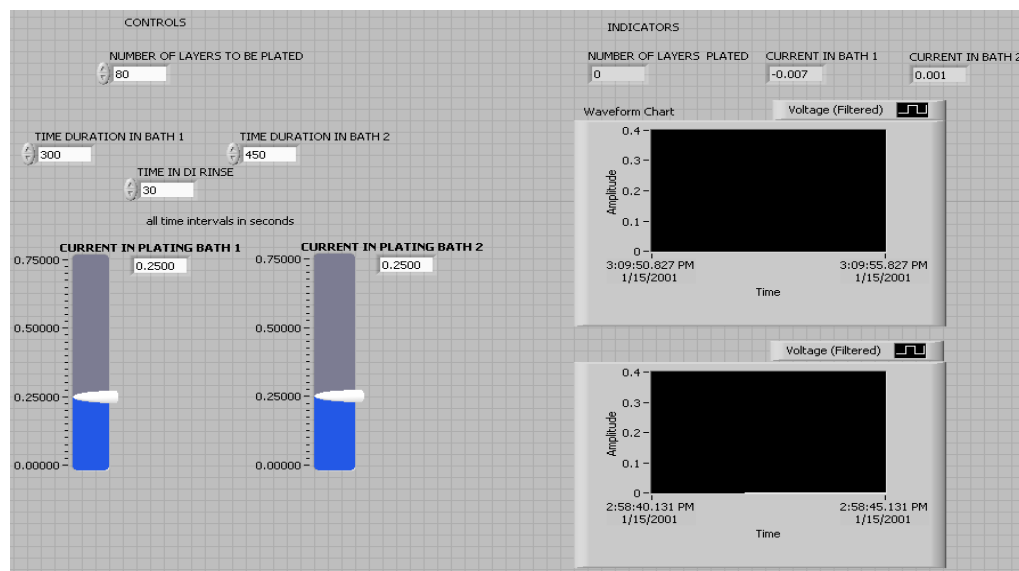 CONTROLS
NUMBER OF LAYERS TO BE PLATED
80
TIME DURATION IN BATH 1
300
TIME DURATION IN BATH 2
450
TIME IN DI RINSE
30
all time intervals in seconds
CURRENT IN PLATING BATH 1
0.2500
0.75000
0.50000
0.25000
0.00000
CURRENT IN PLATING BATH 2
0.2500
0.75000
0.50000
0.25000
0.00000
INDICATORS
NUMBER OF LAYERS PLATED
0
CURRENT IN BATH 1
-0.007
CURRENT IN BATH 2
0.001
Waveform Chart
Voltage (Filtered)
0.4
0.3
0.2
0.1
0
Amplitude
3:09:50.827 PM
1/15/2001
3:09:55.827 PM
1/15/2001
Time
Voltage (Filtered)
0.4
0.3
0.2
0.1
0
Amplitude
2:58:40.131 PM
1/15/2001
2:58:45.131 PM
1/15/2001
Time